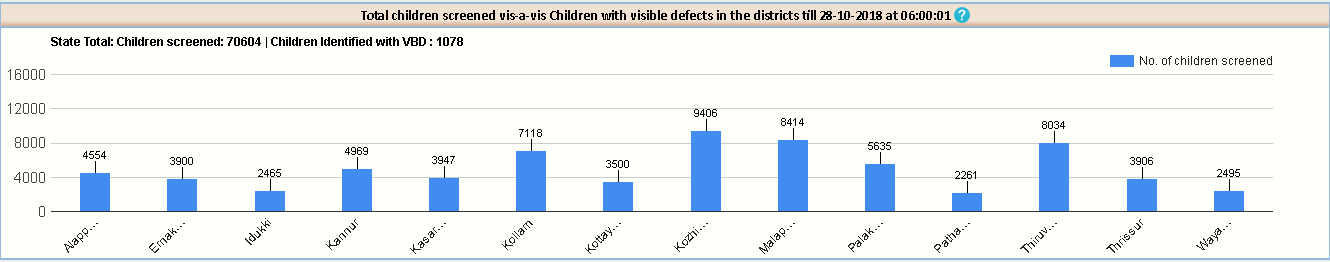 Total children screened vis-a-vis Children with visible defects in the districts till 28-10-2018 at 06:00:01 ?
State Total: Children screened: 70604 | Children Identified with VBD : 1078
No. of children screened
16000
12000
8000
4000
0
4554
3900
2465
4969
3947
7118
3500
9406
8414
5635
2261
8034
3906
2495
Alapp...
Ernak...
Idukki
Kannur
Kasar...
Kollam
Kottay...
Kozhi...
Malap...
Palak...
Patha...
Thiruv...
Thrissur
Waya...